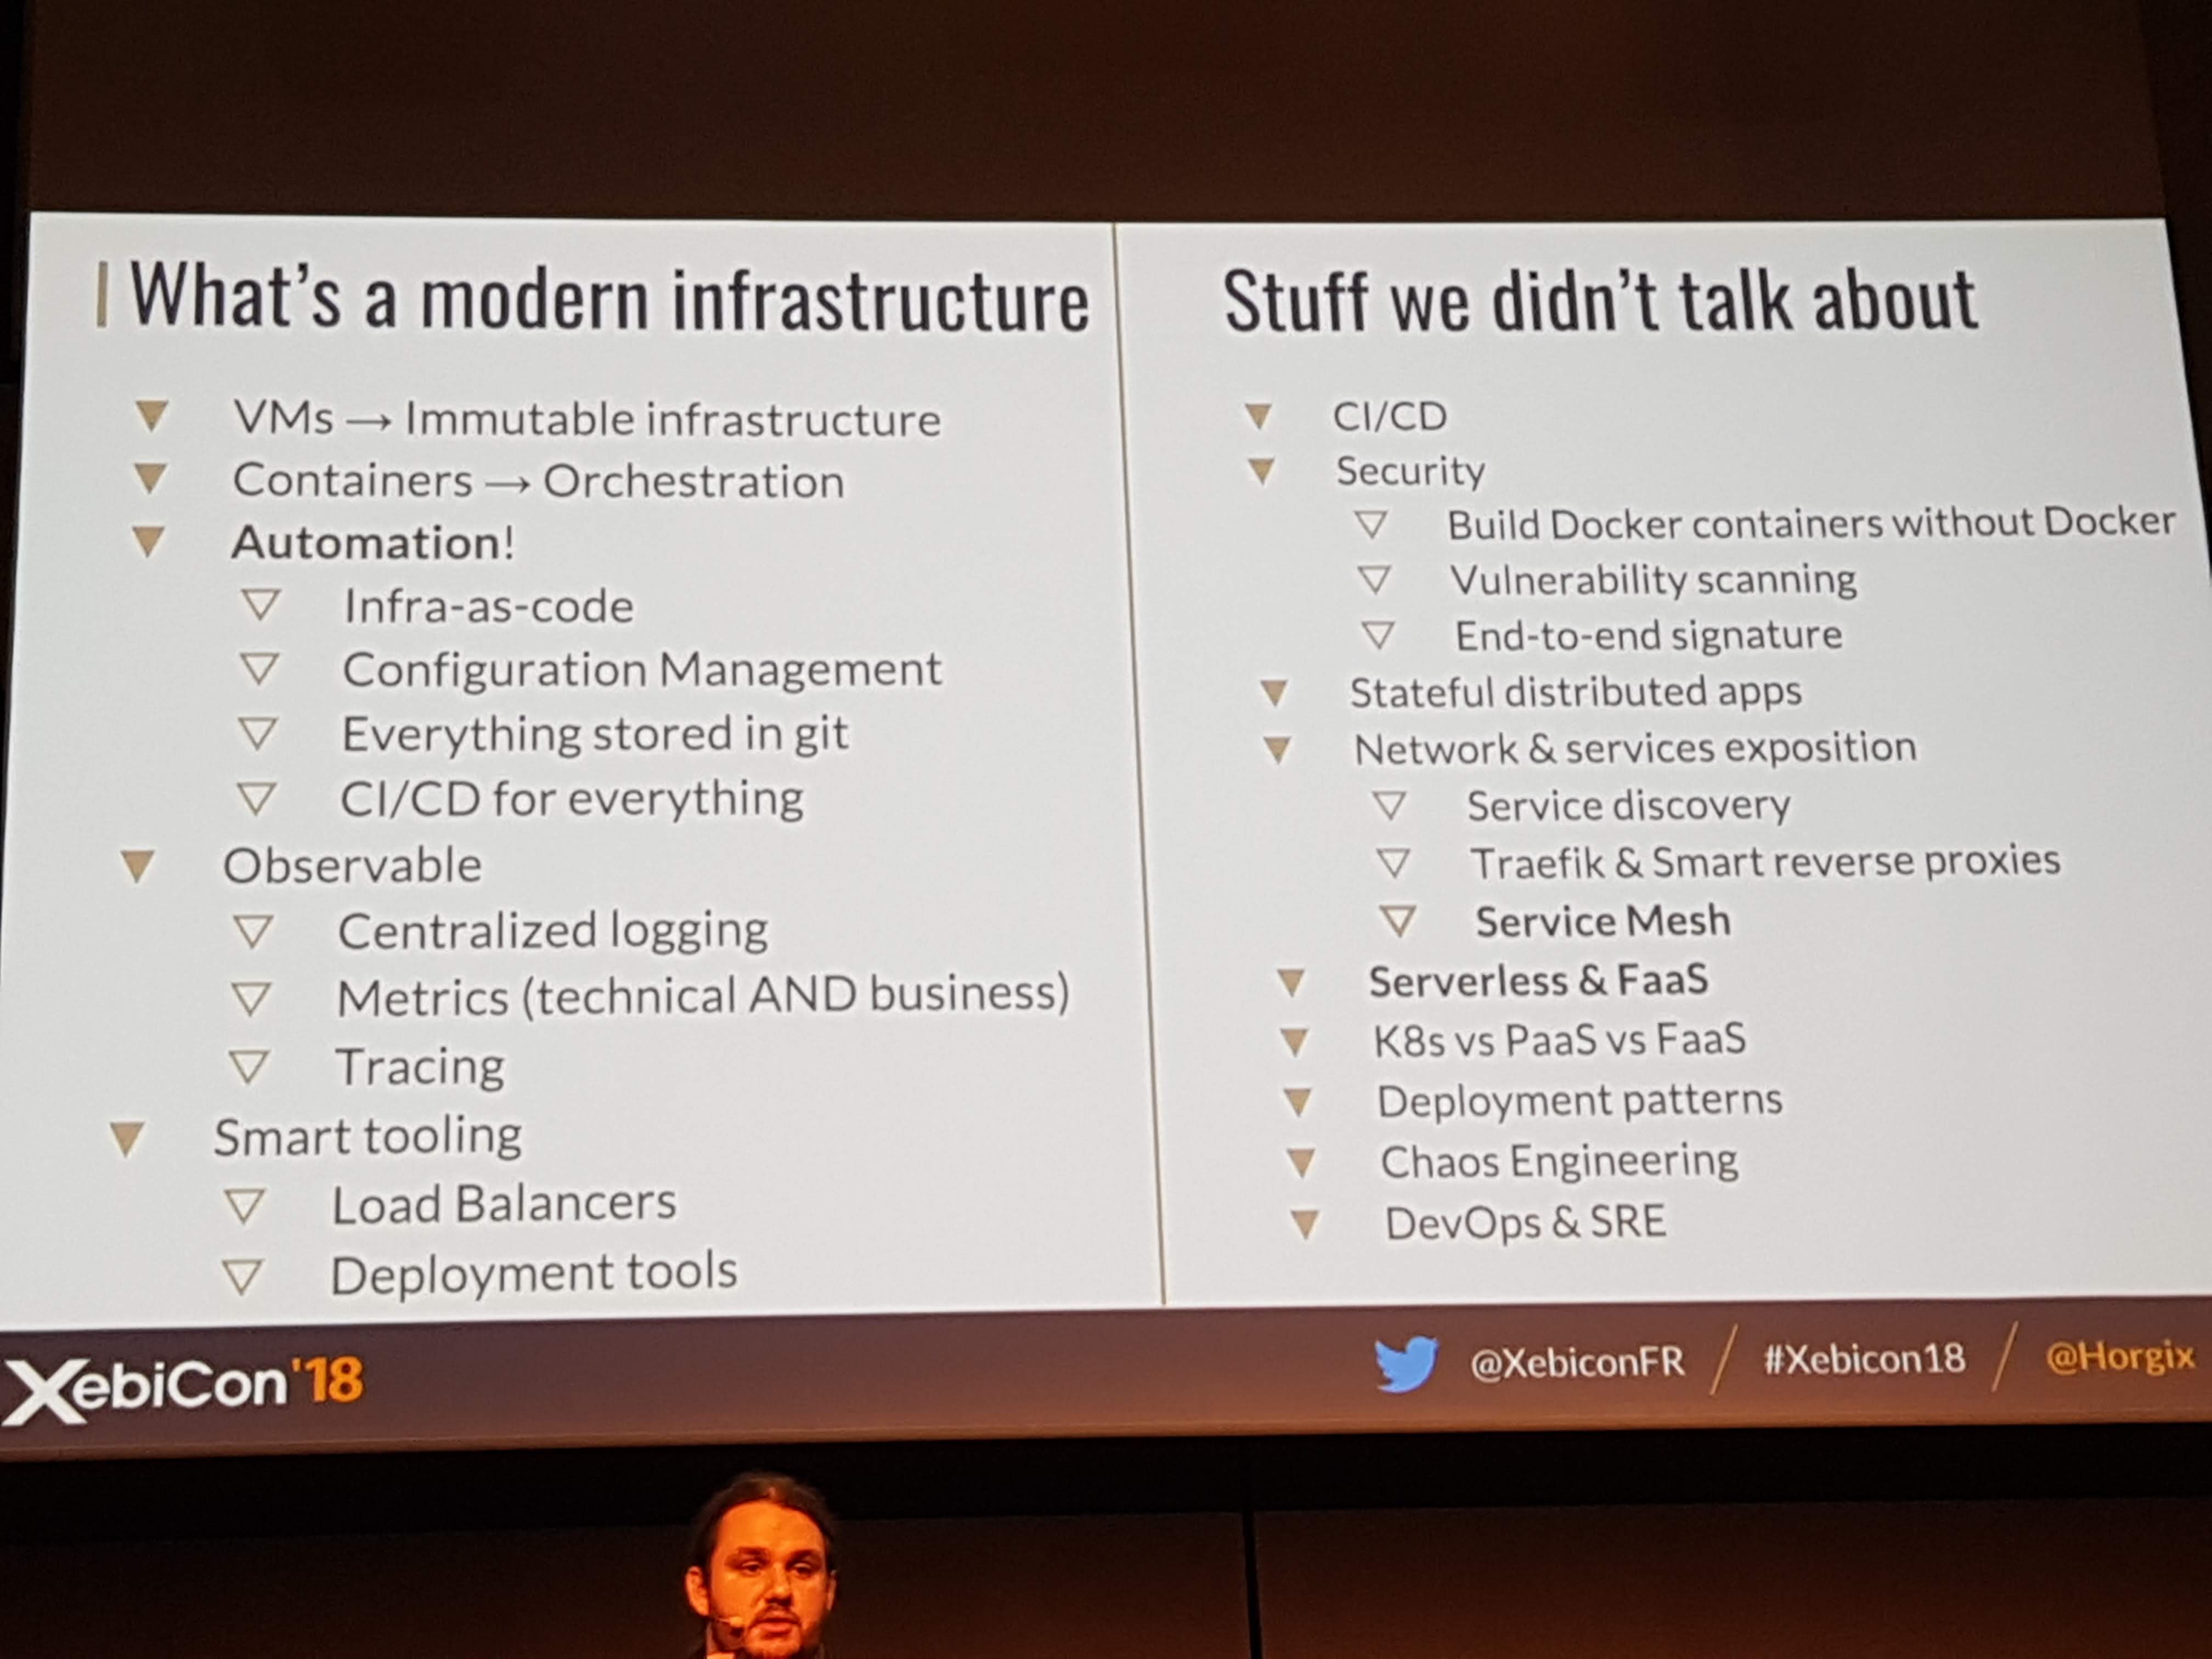 What's a modern infrastructure
VMs → Immutable infrastructure
Containers → Orchestration
Automation!
Infra-as-code
Configuration Management
Everything stored in git
CI/CD for everything
Observable
Centralized logging
Metrics (technical AND business)
Tracing
Smart tooling
Load Balancers
Deployment tools
Stuff we didn't talk about
CI/CD
Security
Build Docker containers without Docker
Vulnerability scanning
End-to-end signature
Stateful distributed apps
Network & services exposition
Service discovery
Traefik & Smart reverse proxies
Service Mesh
Serverless & FaaS
K8s vs PaaS vs FaaS
Deployment patterns
Chaos Engineering
DevOps & SRE
XebiCon'18
@XebiconFR / #Xebicon18 / @Horgix